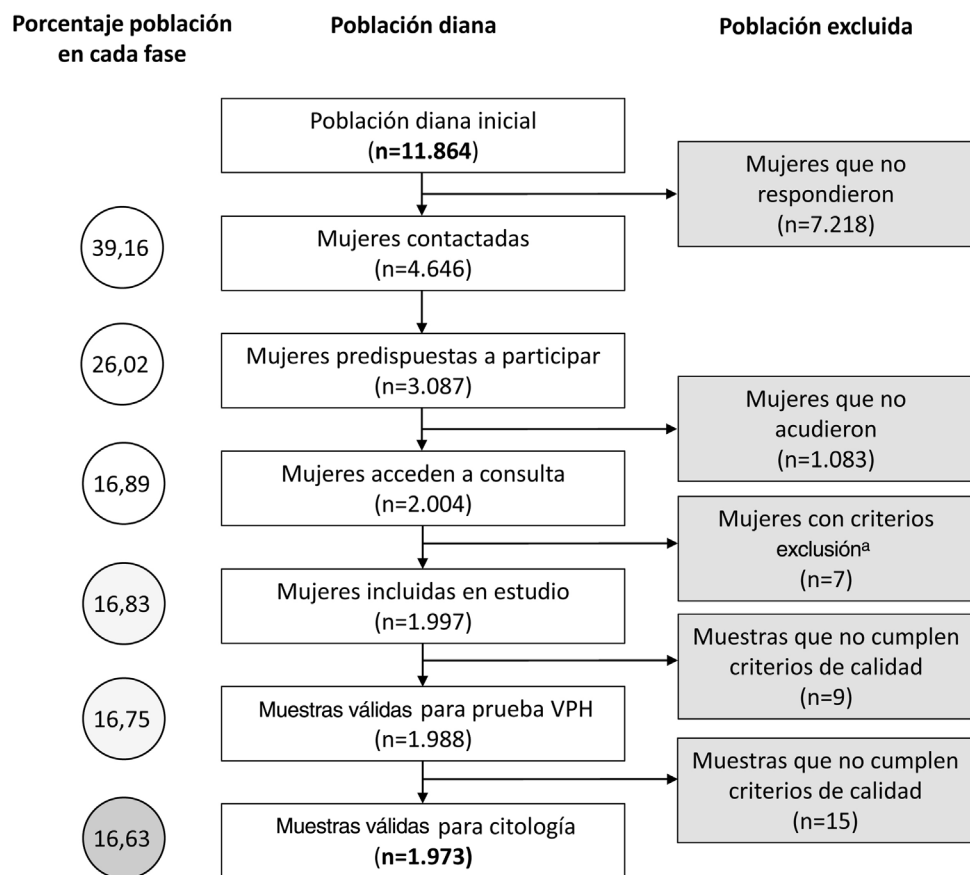 Porcentaje población
en cada fase
Población diana
Población excluida
Población diana inicial
(n=11.864)
Mujeres que no
respondieron
(n=7.218)
39,16
Mujeres contactadas
(n=4.646)
26,02
Mujeres predispuestas a participar
(n=3.087)
Mujeres que no
acudieron
(n=1.083)
16,89
Mujeres acceden a consulta
(n=2.004)
Mujeres con criterios
exclusiónª
(n=7)
16,83
Mujeres incluidas en estudio
(n=1.997)
Muestras que no cumplen
criterios de calidad
(n=9)
16,75
Muestras válidas para prueba VPH
(n=1.988)
Muestras que no cumplen
criterios de calidad
(n=15)
16,63
Muestras válidas para citología
(n=1.973)